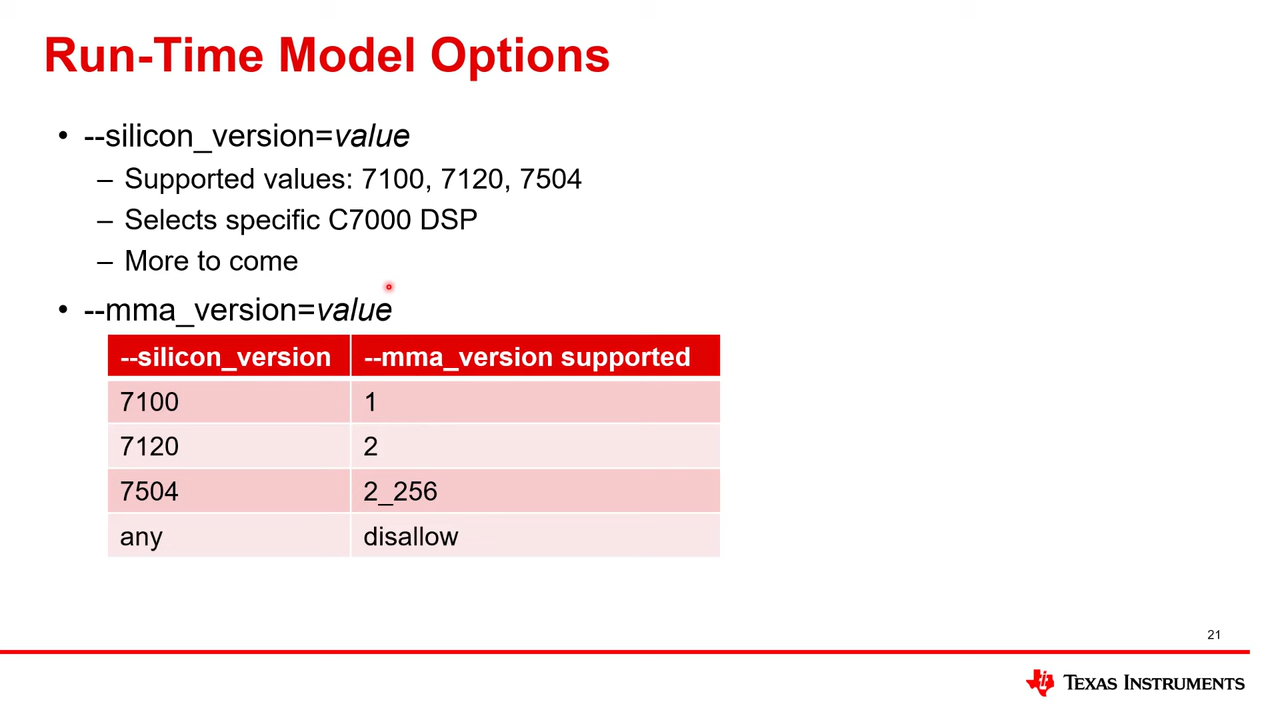 Run-Time Model Options
• --silicon_version=value
– Supported values: 7100, 7120, 7504
– Selects specific C7000 DSP
– More to come
• --mma_version=value
--silicon_version --mma_version supported
7100 1
7120 2
7504 2_256
any disallow
21
TEXAS INSTRUMENTS